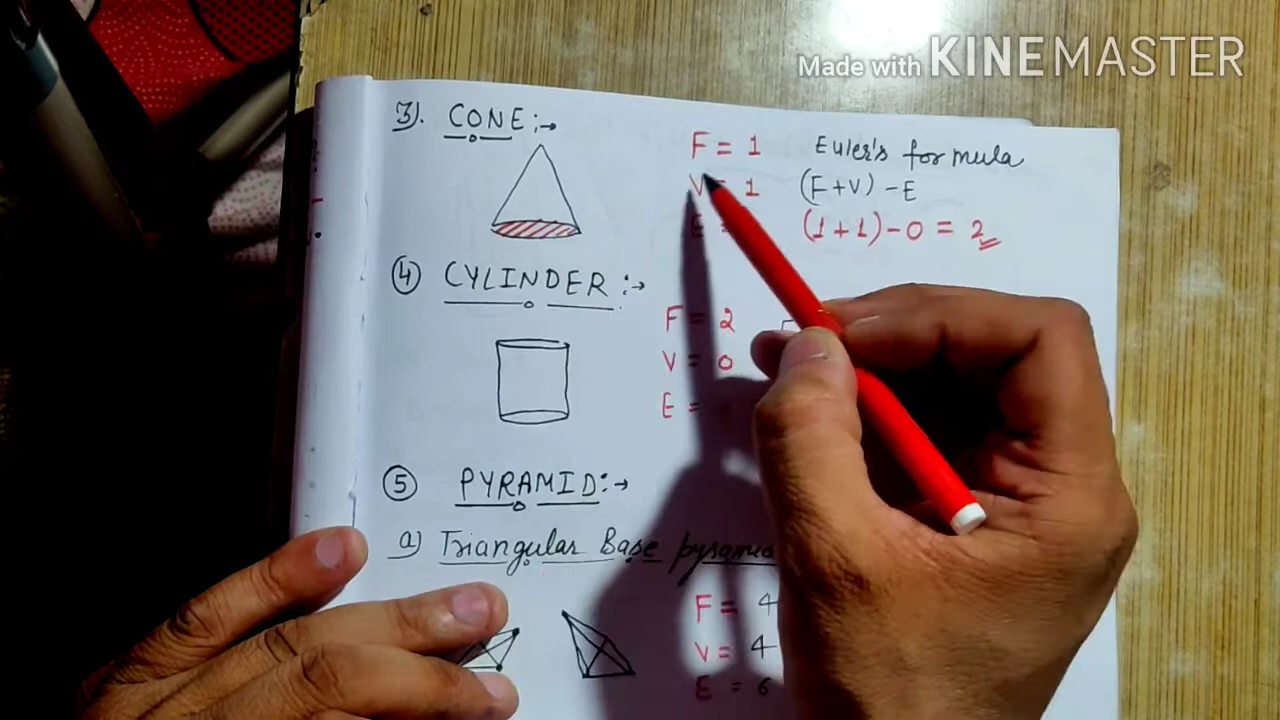 Made with KINEMASTER
3). CONE :→
F = 1 Euler's formula
V = 1 (F+V) - E
E = (1+1) - 0 = 2
④ CYLINDER :→
F = 2
V = 0
E =
⑤ PYRAMID :→
a) Triangular Base pyramid
F = 4
V = 4
E = 6